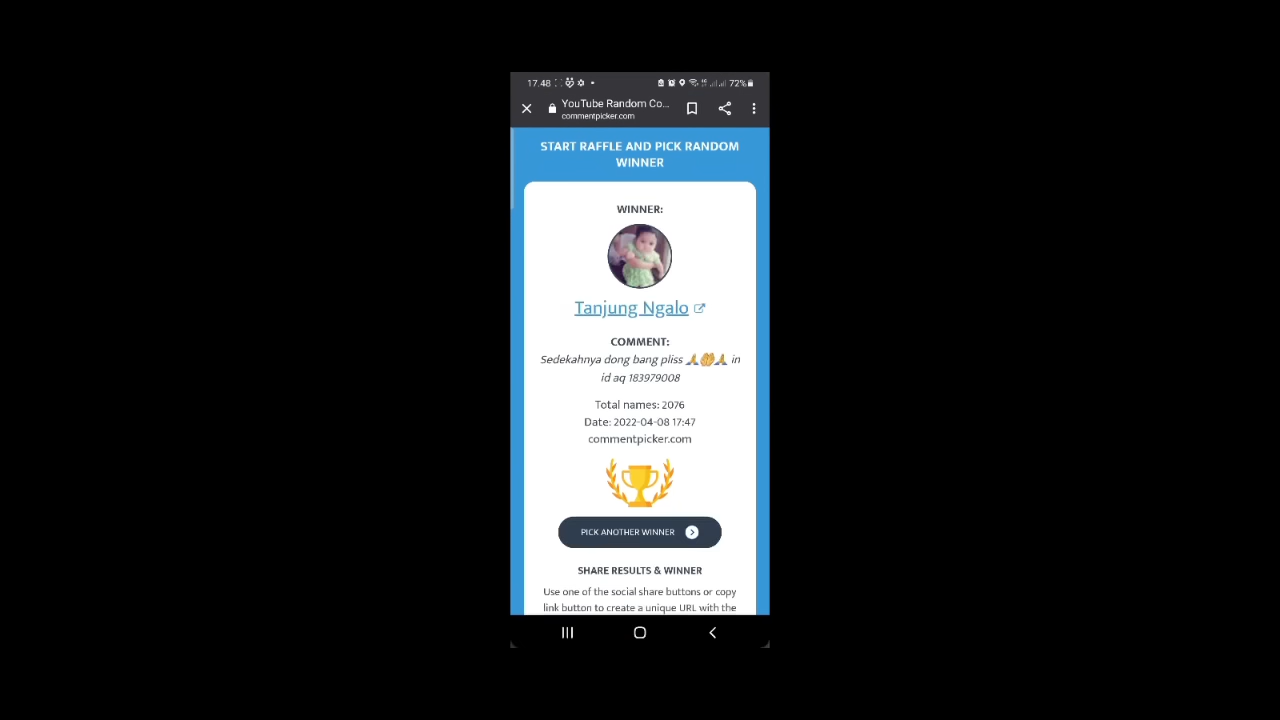 17.48
72%
YouTube Random Co...
commentpicker.com
START RAFFLE AND PICK RANDOM
WINNER
WINNER:
Tanjung Ngalo
COMMENT:
Sedekahnya dong bang pliss 🙏🤲🙏 in
id aq 183979008
Total names: 2076
Date: 2022-04-08 17:47
commentpicker.com
PICK ANOTHER WINNER
SHARE RESULTS & WINNER
Use one of the social share buttons or copy
link button to create a unique URL with the